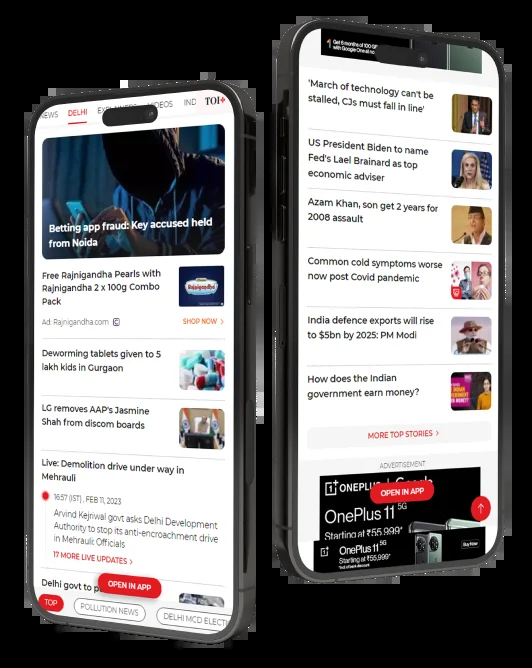 NEWS
DELHI
EXPLAINERS
VIDEOS
IND
TOI+
Betting app fraud: Key accused held
from Noida
Free Rajnigandha Pearls with
Rajnigandha 2 x 100g Combo
Pack
Ad: Rajnigandha.com
SHOP NOW >
Rajnigandha
Deworming tablets given to 5
lakh kids in Gurgaon
LG removes AAP's Jasmine
Shah from discom boards
Live: Demolition drive under way in
Mehrauli
16:57 (IST) , FEB 11, 2023
Arvind Kejriwal govt asks Delhi Development
Authority to stop its anti-encroachment drive
in Mehrauli: Officials
17 MORE LIVE UPDATES >
Delhi govt to p
OPEN IN APP
TOP
POLLUTION NEWS
DELHI MCD ELECTI
Get 6 months of 100 GB
with Google One at no
'March of technology can't be
stalled, CJs must fall in line'
US President Biden to name
Fed's Lael Brainard as top
economic adviser
Azam Khan, son get 2 years for
2008 assault
Common cold symptoms worse
now post Covid pandemic
India defence exports will rise
to $5bn by 2025: PM Modi
How does the Indian
government earn money?
MORE TOP STORIES >
ADVERTISEMENT
ONEPLUS
OPEN IN APP
OnePlus 11 5G
Starting at ₹55,999*
OnePlus 11 5G
Starting at ₹55,999*
Buy Now